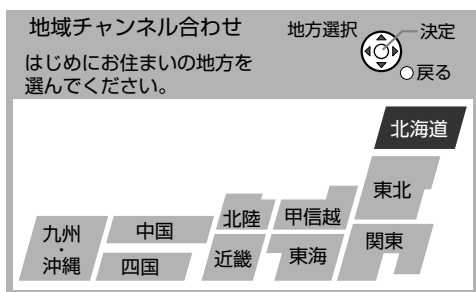 地域チャンネル合わせ
地方選択
決定
はじめにお住まいの地方を
選んでください。
戻る
北海道
東北
北陸
甲信越
関東
九州
・
沖縄
中国
近畿
東海
四国